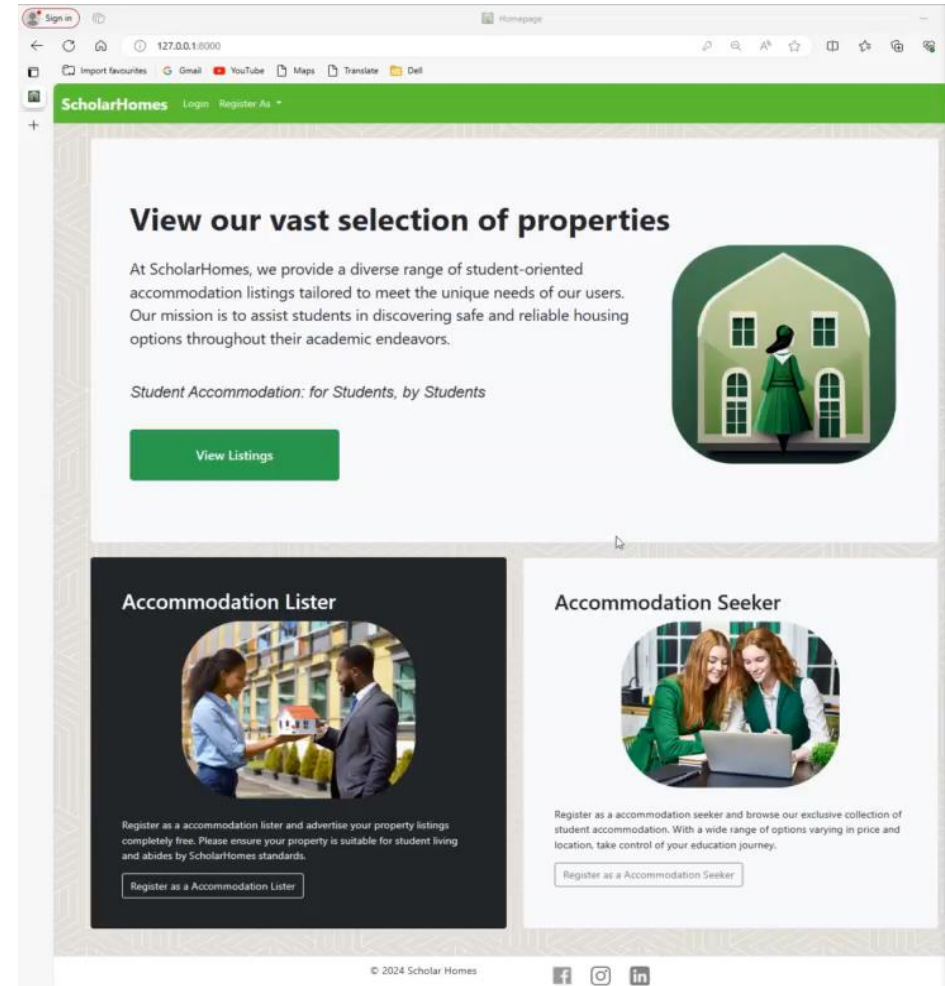 Sign in
Homepage
127.0.0.1:8000
Import favourites Gmail YouTube Maps Translate Dell
ScholarHomes Login Register As
View our vast selection of properties
At ScholarHomes, we provide a diverse range of student-oriented
accommodation listings tailored to meet the unique needs of our users.
Our mission is to assist students in discovering safe and reliable housing
options throughout their academic endeavors.
Student Accommodation: for Students, by Students
View Listings
Accommodation Lister
Register as a accommodation lister and advertise your property listings
completely free. Please ensure your property is suitable for student living
and abides by ScholarHomes standards.
Register as a Accommodation Lister
Accommodation Seeker
Register as a accommodation seeker and browse our exclusive collection of
student accommodation. With a wide range of options varying in price and
location, take control of your education journey.
Register as a Accommodation Seeker
© 2024 Scholar Homes